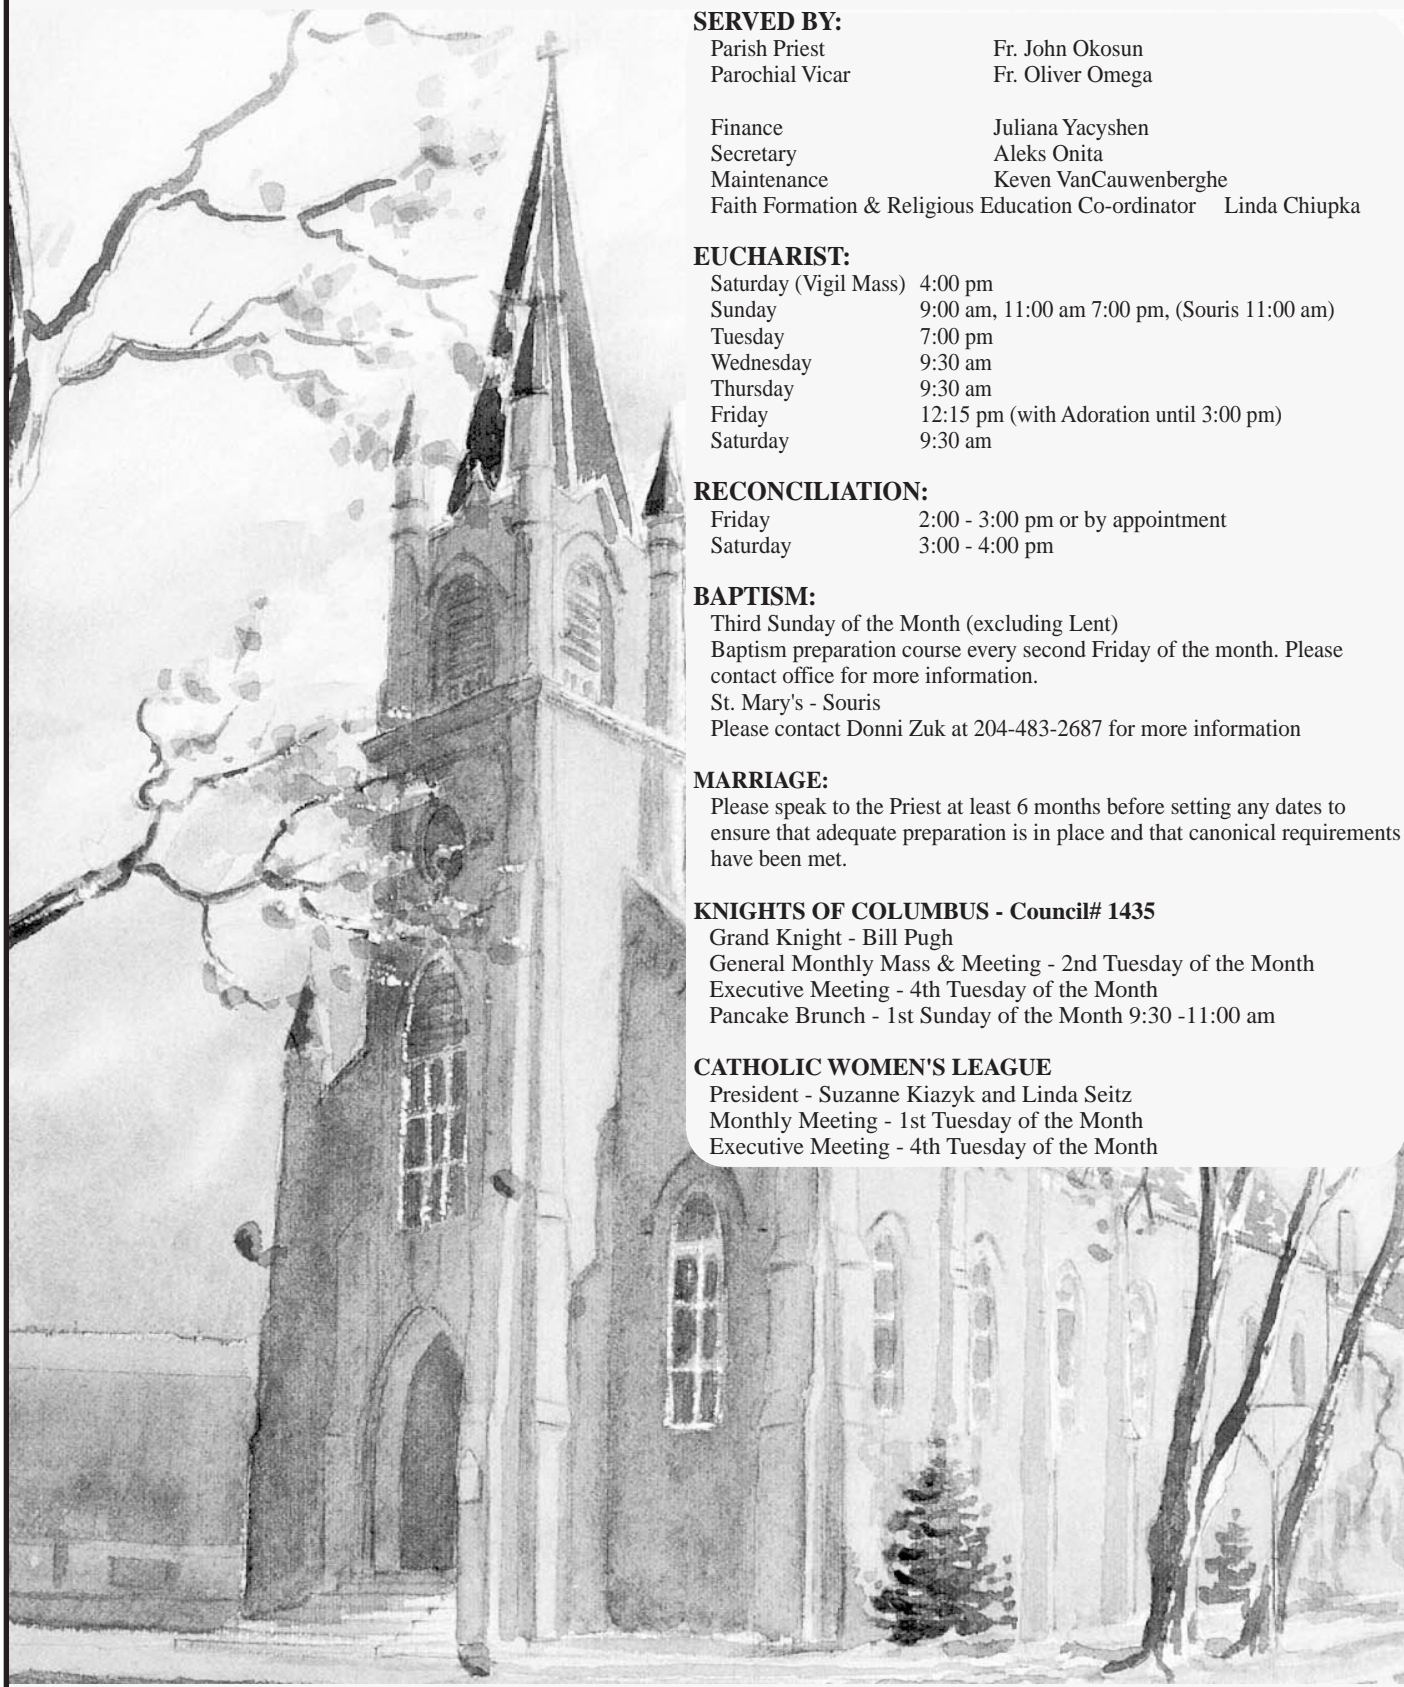 SERVED BY:
Parish Priest Fr. John Okosun
Parochial Vicar Fr. Oliver Omega
Finance Juliana Yacyshen
Secretary Aleks Onita
Maintenance Keven VanCauwenberghe
Faith Formation & Religious Education Co-ordinator Linda Chiupka
EUCHARIST:
Saturday (Vigil Mass) 4:00 pm
Sunday 9:00 am, 11:00 am 7:00 pm, (Souris 11:00 am)
Tuesday 7:00 pm
Wednesday 9:30 am
Thursday 9:30 am
Friday 12:15 pm (with Adoration until 3:00 pm)
Saturday 9:30 am
RECONCILIATION:
Friday 2:00 - 3:00 pm or by appointment
Saturday 3:00 - 4:00 pm
BAPTISM:
Third Sunday of the Month (excluding Lent)
Baptism preparation course every second Friday of the month. Please
contact office for more information.
St. Mary's - Souris
Please contact Donni Zuk at 204-483-2687 for more information
MARRIAGE:
Please speak to the Priest at least 6 months before setting any dates to
ensure that adequate preparation is in place and that canonical requirements
have been met.
KNIGHTS OF COLUMBUS - Council# 1435
Grand Knight - Bill Pugh
General Monthly Mass & Meeting - 2nd Tuesday of the Month
Executive Meeting - 4th Tuesday of the Month
Pancake Brunch - 1st Sunday of the Month 9:30 -11:00 am
CATHOLIC WOMEN'S LEAGUE
President - Suzanne Kiazyk and Linda Seitz
Monthly Meeting - 1st Tuesday of the Month
Executive Meeting - 4th Tuesday of the Month